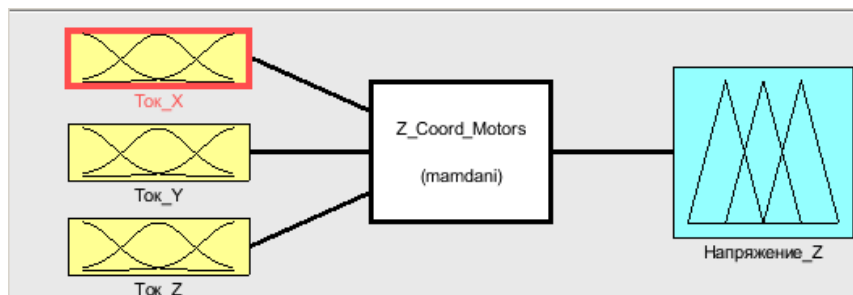 Ток_X
Z_Coord_Motors
(mamdani)
Ток_Y
Ток_Z
Напряжение_Z